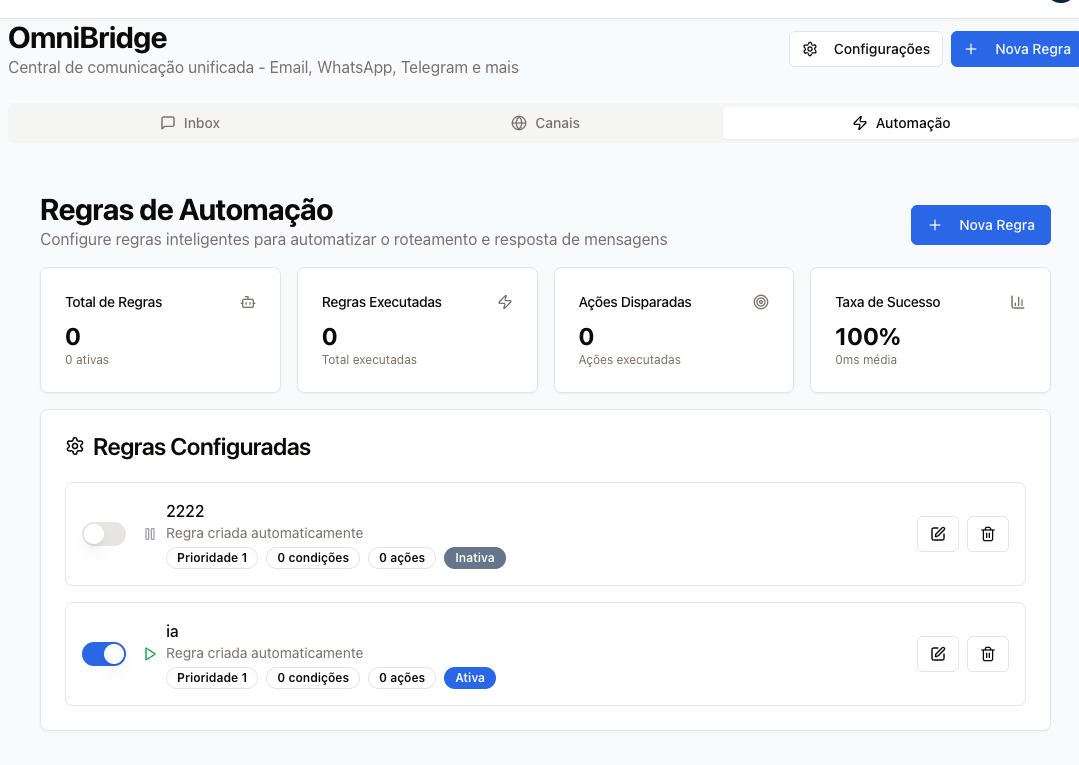 OmniBridge
Central de comunicação unificada - Email, WhatsApp, Telegram e mais
Configurações
Nova Regra
Inbox
Canais
Automação
Regras de Automação
Configure regras inteligentes para automatizar o roteamento e resposta de mensagens
Nova Regra
Total de Regras
0
0 ativas
Regras Executadas
0
Total executadas
Ações Disparadas
0
Ações executadas
Taxa de Sucesso
100%
0ms média
Regras Configuradas
2222
Regra criada automaticamente
Prioridade 1
0 condições
0 ações
Inativa
ia
Regra criada automaticamente
Prioridade 1
0 condições
0 ações
Ativa